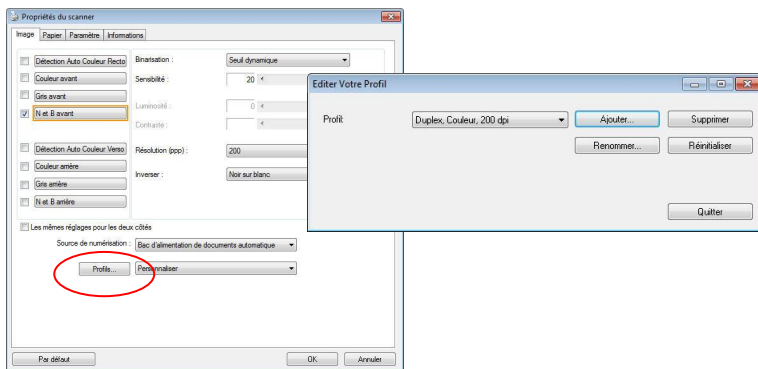 Propriétés du scanner
Image Papier Paramètre Informations
Détection Auto Couleur Recto
Couleur avant
Gris avant
N et B avant
Détection Auto Couleur Verso
Couleur arrière
Gris arrière
N et B arrière
Binarisation : Seuil dynamique
Sensibilité : 20
Luminosité : 0
Contraste :
Résolution (ppp) : 200
Inverser : Noir sur blanc
Les mêmes réglages pour les deux côtés
Source de numérisation : Bac d'alimentation de documents automatique
Profils... Personnaliser
Par défaut OK Annuler
Editer Votre Profil
Profil: Duplex, Couleur, 200 dpi Ajouter... Supprimer
Renommer... Réinitialiser
Quitter